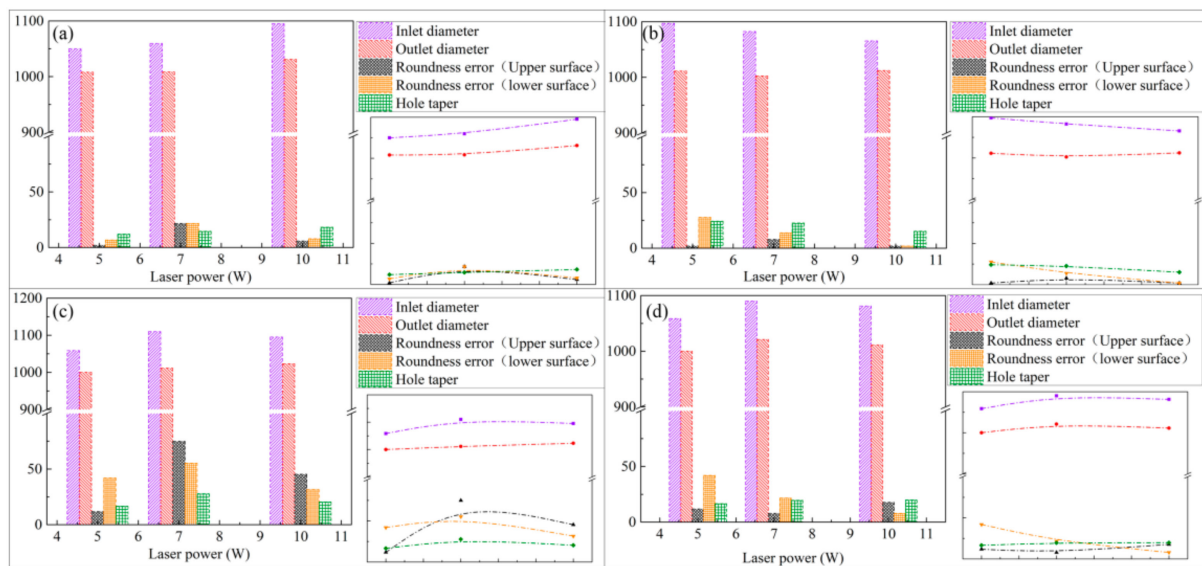 (a)
1100
1000
900
50
0
4 5 6 7 8 9 10 11
Laser power (W)
Inlet diameter
Outlet diameter
Roundness error（Upper surface）
Roundness error（lower surface）
Hole taper
(b)
1100
1000
900
50
0
4 5 6 7 8 9 10 11
Laser power (W)
Inlet diameter
Outlet diameter
Roundness error（Upper surface）
Roundness error（lower surface）
Hole taper
(c)
1200
1100
1000
900
50
0
4 5 6 7 8 9 10 11
Laser power (W)
Inlet diameter
Outlet diameter
Roundness error（Upper surface）
Roundness error（lower surface）
Hole taper
(d)
1100
1000
900
50
0
4 5 6 7 8 9 10 11
Laser power (W)
Inlet diameter
Outlet diameter
Roundness error（Upper surface）
Roundness error（lower surface）
Hole taper